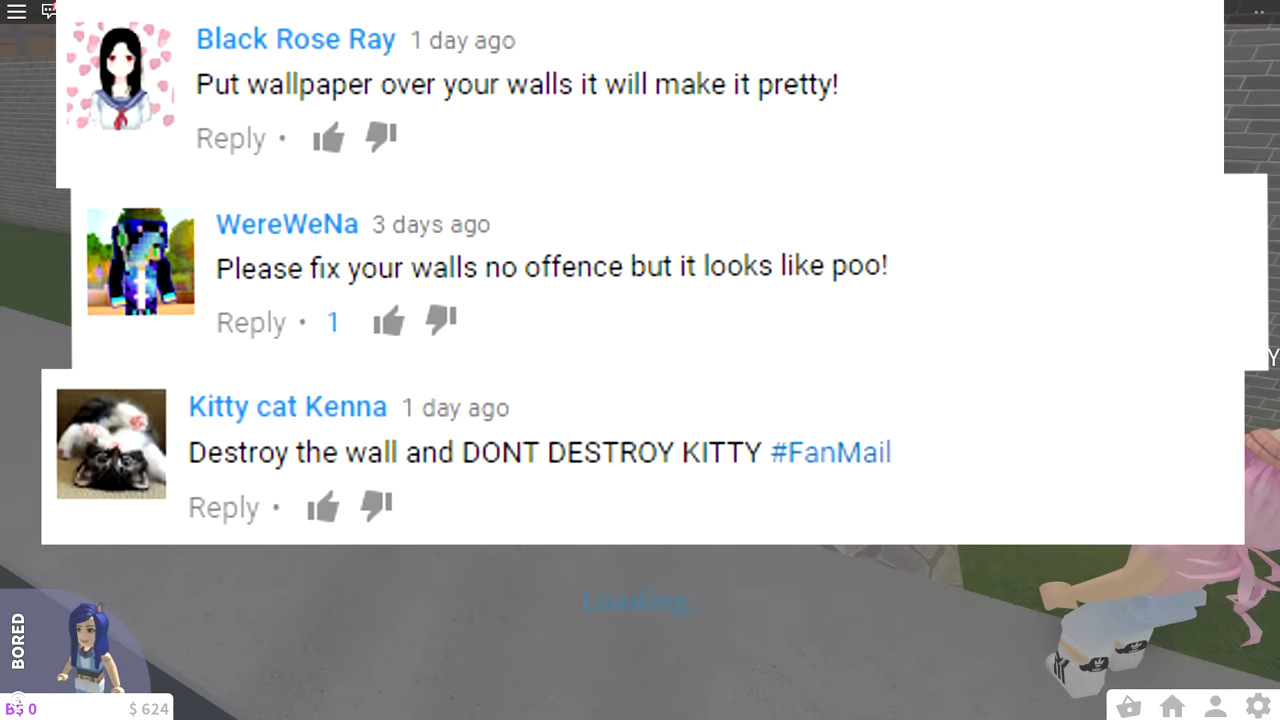 Black Rose Ray 1 day ago
Put wallpaper over your walls it will make it pretty!
Reply •
WereWeNa 3 days ago
Please fix your walls no offence but it looks like poo!
Reply • 1
Y
Kitty cat Kenna 1 day ago
Destroy the wall and DONT DESTROY KITTY #FanMail
Reply •
Loading.
BORED
B$ 0 $ 624